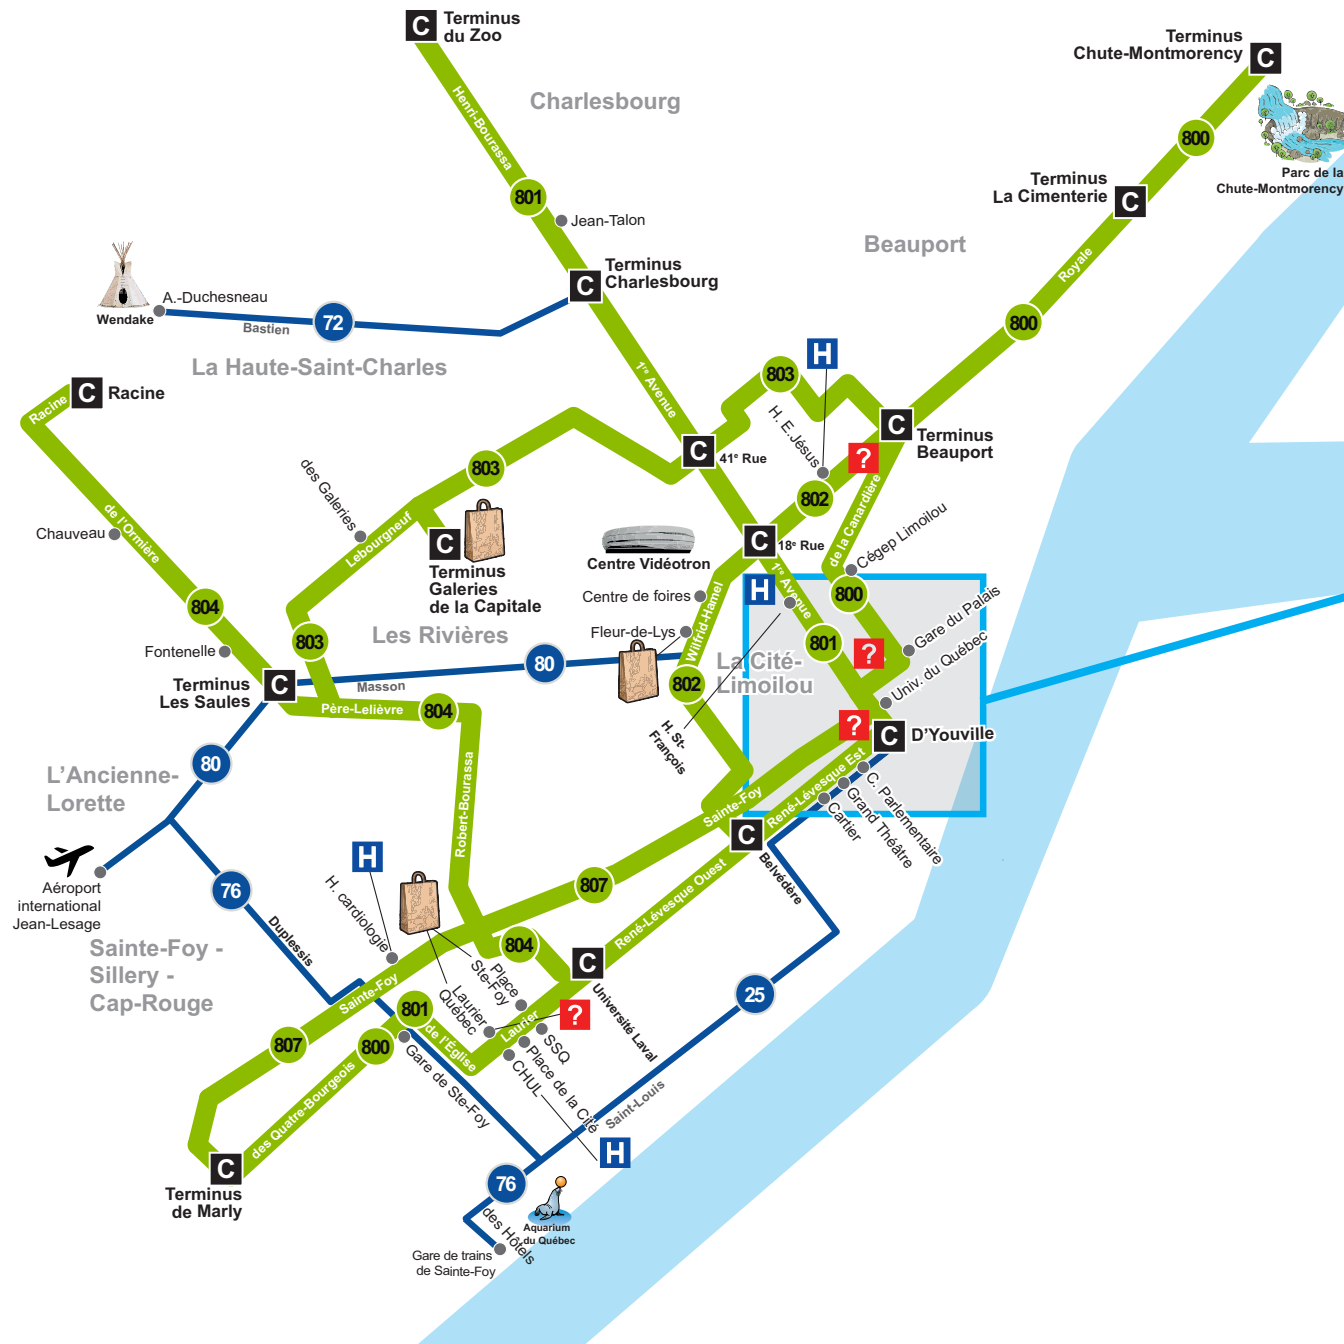 C
Terminus
du Zoo
Terminus
Chute-Montmorency
C
Henri-Bourassa
Charlesbourg
800
Parc de la
Chute-Montmorency
Terminus
La Cimenterie
C
801
Jean-Talon
Beauport
Royale
Terminus
Charlesbourg
C
A.-Duchesneau
Wendake
Bastien
72
800
La Haute-Saint-Charles
1re Avenue
803
H
Racine
C
Racine
H. E. Jésus
C
Terminus
Beauport
?
C
41e Rue
803
des Galeries
802
de la Canardière
de l'Ormière
Chauveau
Lebourgneuf
C
Terminus
Galeries
de la Capitale
Centre Vidéotron
C
18e Rue
Cégep Limoilou
1re Avenue
H
800
Centre de foires
Wilfrid-Hamel
804
Les Rivières
Fleur-de-Lys
803
801
Gare du Palais
?
Fontenelle
80
La Cité-
Limoilou
Univ. du Québec
Terminus
Les Saules
C
Masson
802
Père-Lelièvre
804
H. St-
François
?
C
D'Youville
80
L'Ancienne-
Lorette
Robert-Bourassa
René-Lévesque Est
C. Parlementaire
Grand Théâtre
Cartier
Sainte-Foy
C
Belvédère
H
Aéroport
international
Jean-Lesage
76
807
H. cardiologie
René-Lévesque Ouest
Duplessis
Sainte-Foy -
Sillery -
Cap-Rouge
804
C
Université Laval
Place
Ste-Foy
Sainte-Foy
Laurier
Québec
25
801
?
Laurier
de l'Église
807
800
SSQ
Place de la Cité
CHUL
Gare de Ste-Foy
des Quatre-Bourgeois
Saint-Louis
H
C
Terminus
de Marly
76
des Hôtels
Aquarium
du Québec
Gare de trains
de Sainte-Foy